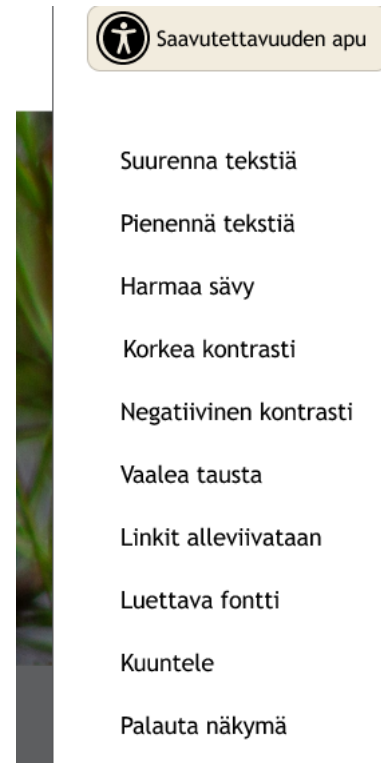 Saavutettavuuden apu
Suurenna tekstiä
Pienennä tekstiä
Harmaa sävy
Korkea kontrasti
Negatiivinen kontrasti
Vaalea tausta
Linkit alleviivataan
Luettava fontti
Kuuntele
Palauta näkymä